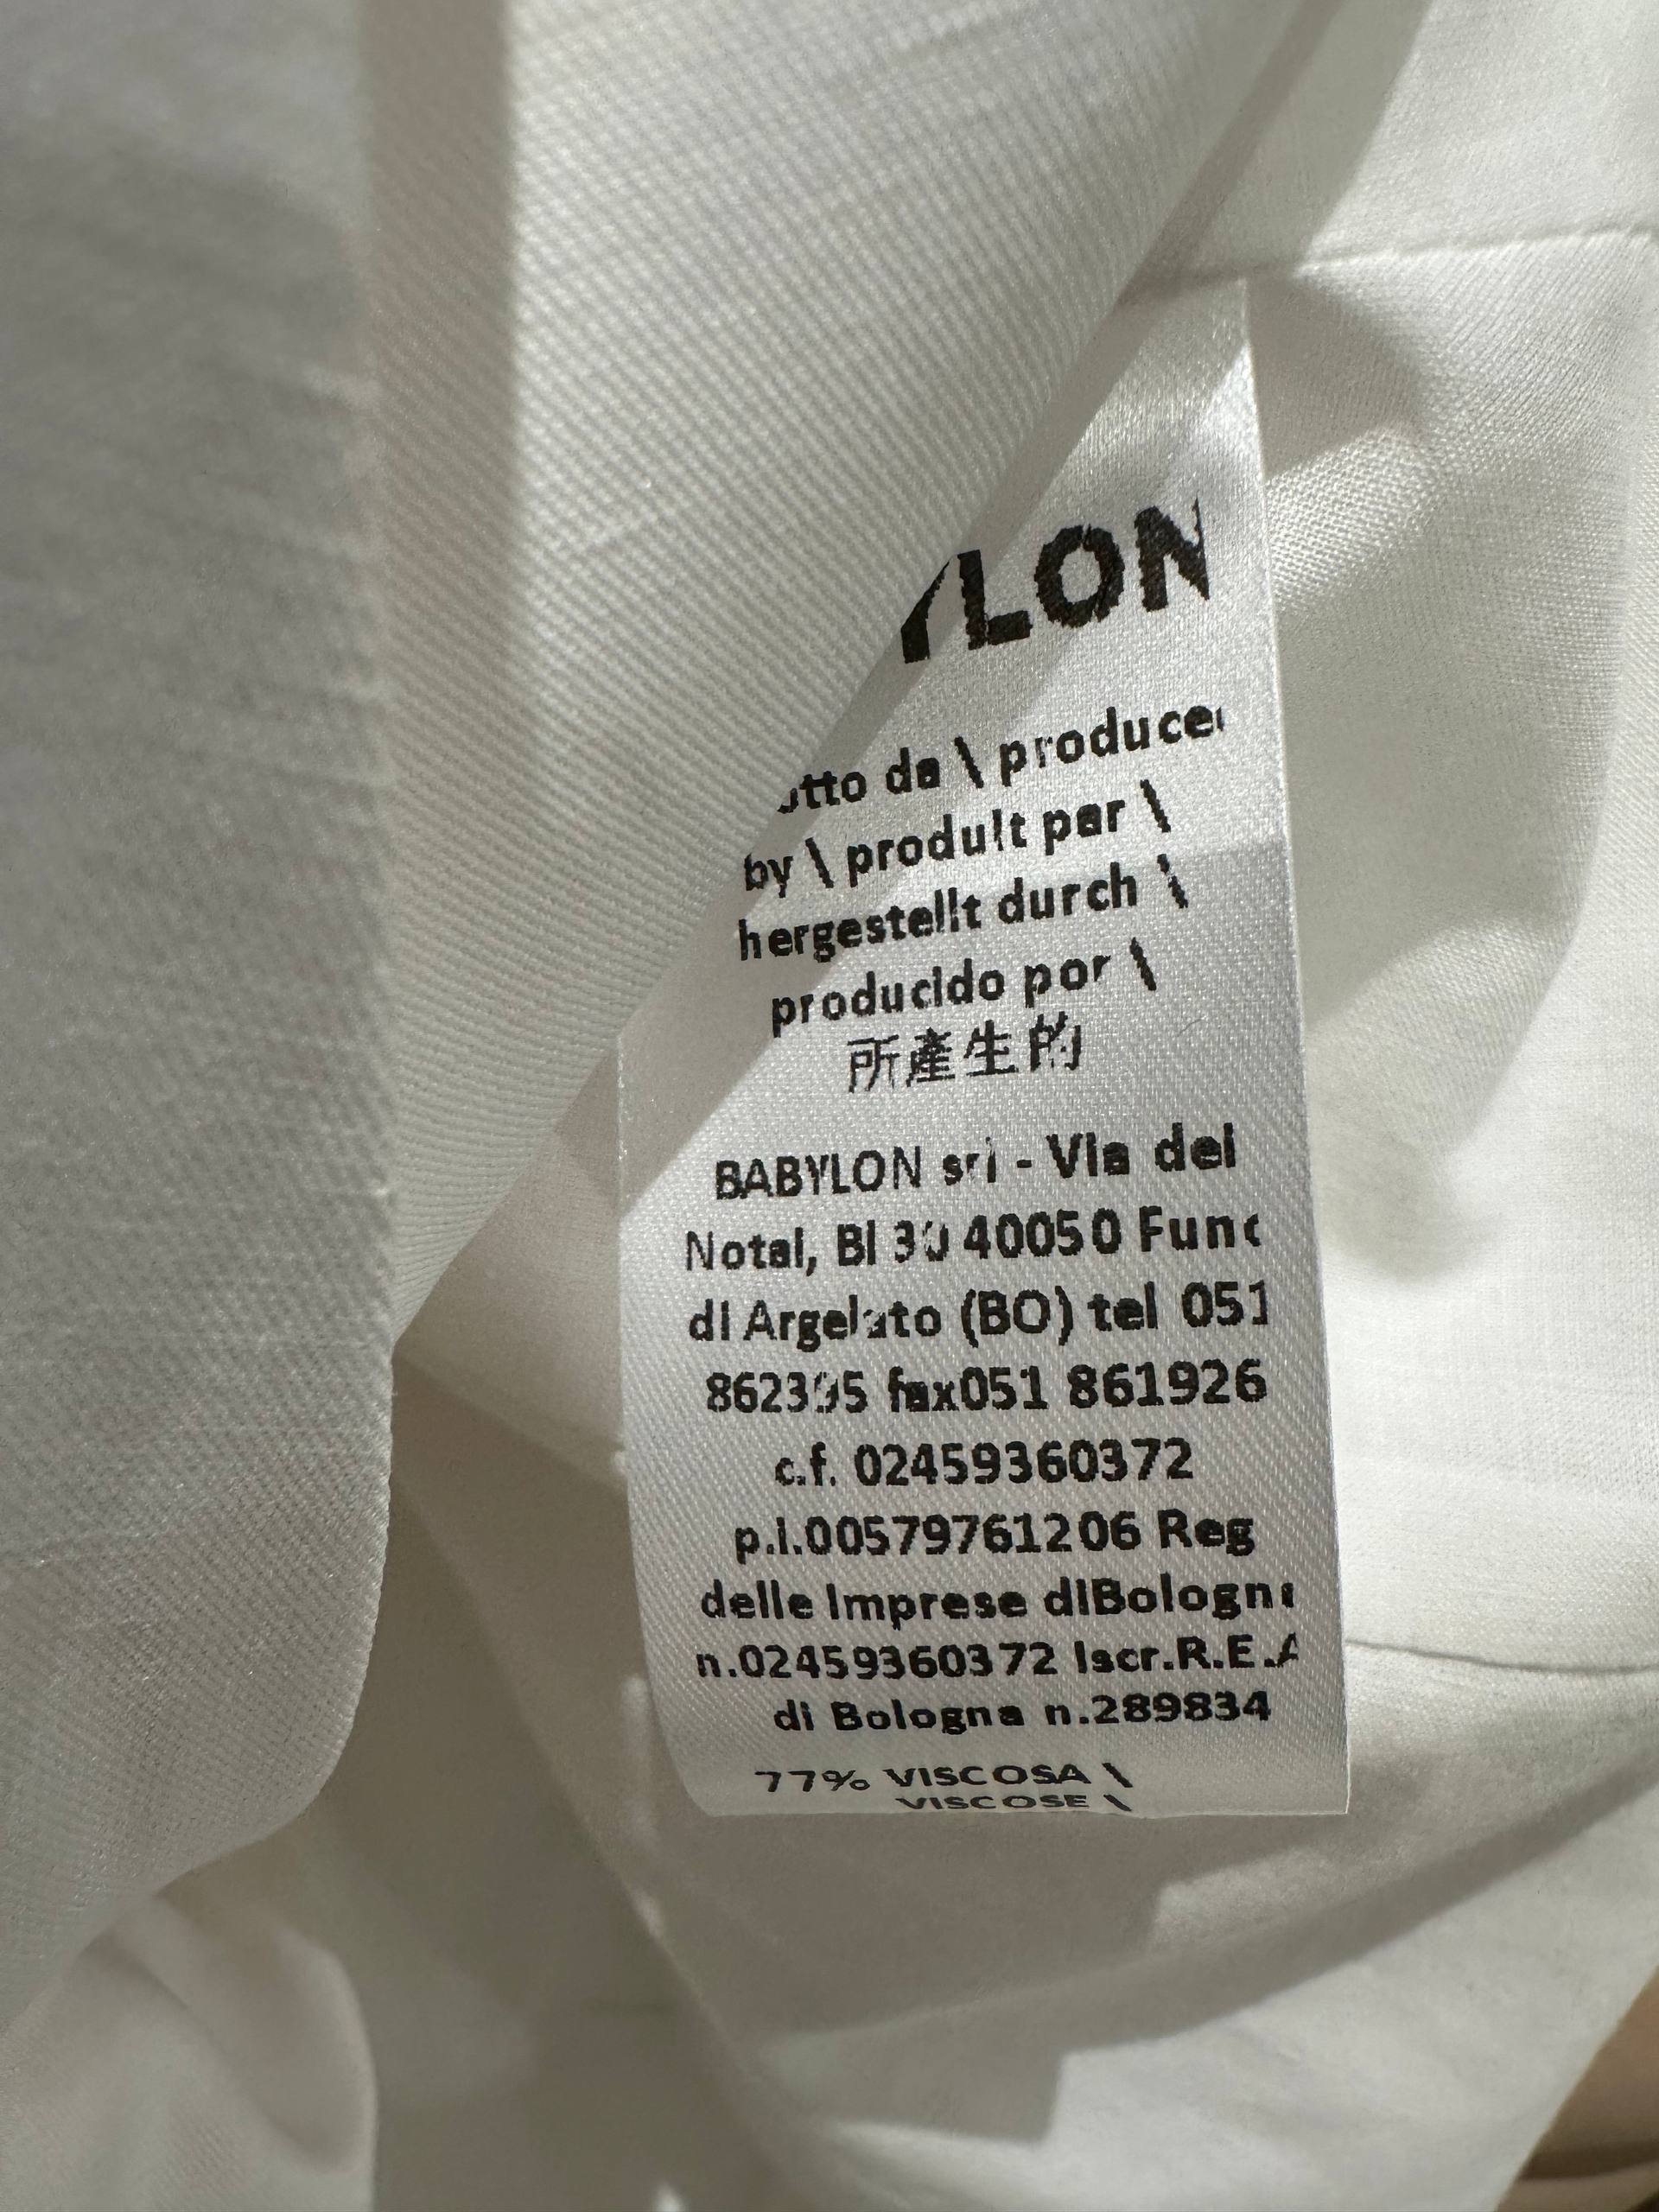 YLON
otto da \ produced
by \ produit par \
hergestellt durch \
producido por \
所產生的
BABYLON srl - Via dei
Notai, Bl 30 40050 Func
di Argelato (BO) tel 051
862395 fax051 861926
c.f. 02459360372
p.i.00579761206 Reg
delle Imprese diBologna
n.02459360372 Iscr.R.E.A
di Bologna n.289834
77% VISCOSA \
VISCOSE \